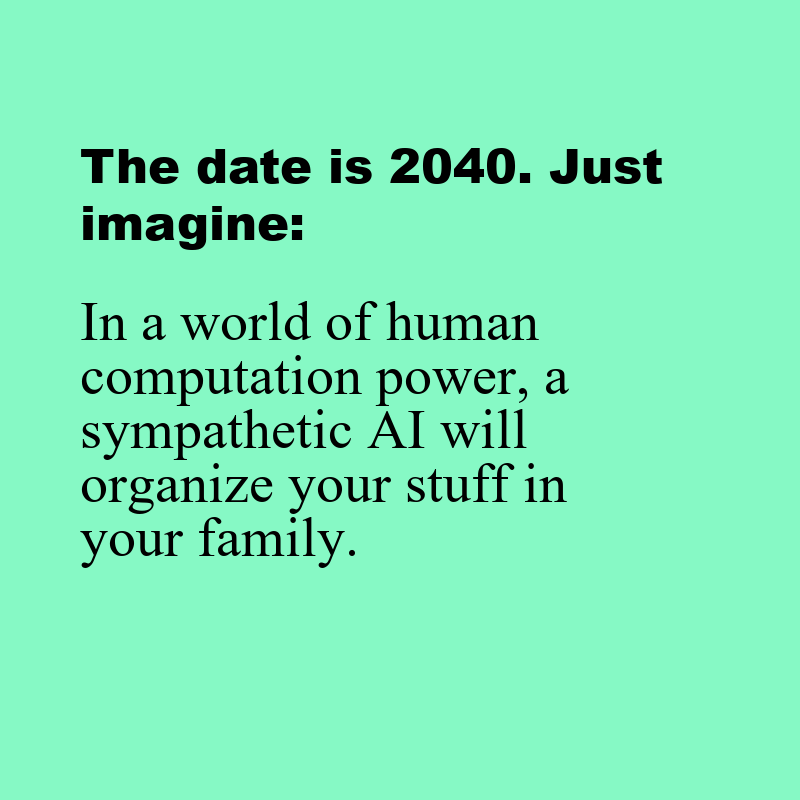 The date is 2040. Just
imagine:
In a world of human
computation power, a
sympathetic AI will
organize your stuff in
your family.